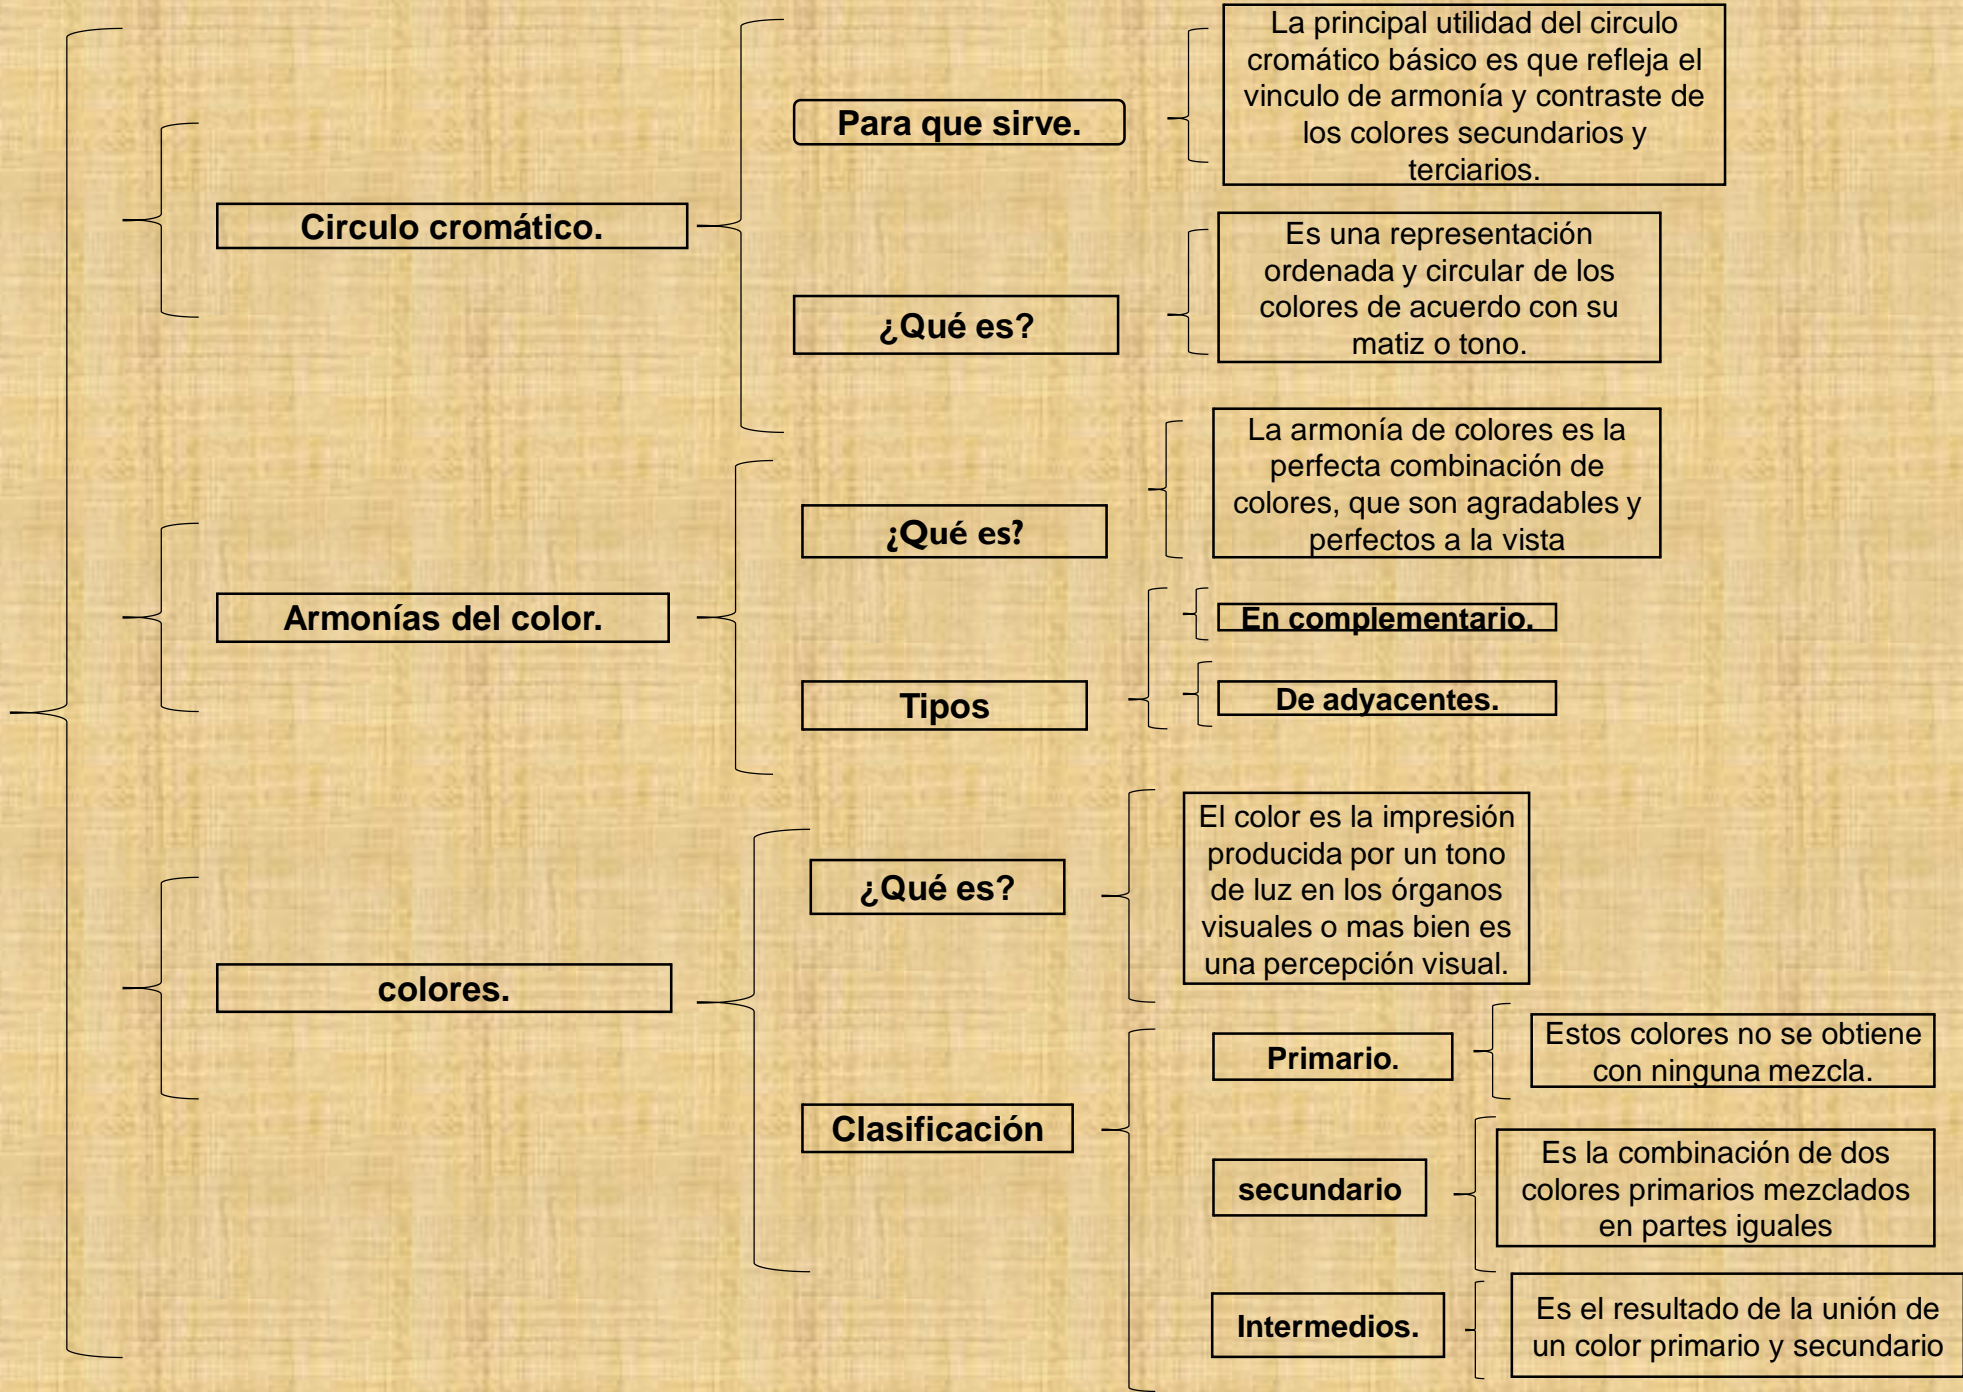 Circulo cromático.
Para que sirve.
La principal utilidad del circulo
cromático básico es que refleja el
vinculo de armonía y contraste de
los colores secundarios y
terciarios.
¿Qué es?
Es una representación
ordenada y circular de los
colores de acuerdo con su
matiz o tono.
Armonías del color.
¿Qué es?
La armonía de colores es la
perfecta combinación de
colores, que son agradables y
perfectos a la vista
Tipos
En complementario.
De adyacentes.
colores.
¿Qué es?
El color es la impresión
producida por un tono
de luz en los órganos
visuales o mas bien es
una percepción visual.
Clasificación
Primario.
Estos colores no se obtiene
con ninguna mezcla.
secundario
Es la combinación de dos
colores primarios mezclados
en partes iguales
Intermedios.
Es el resultado de la unión de
un color primario y secundario